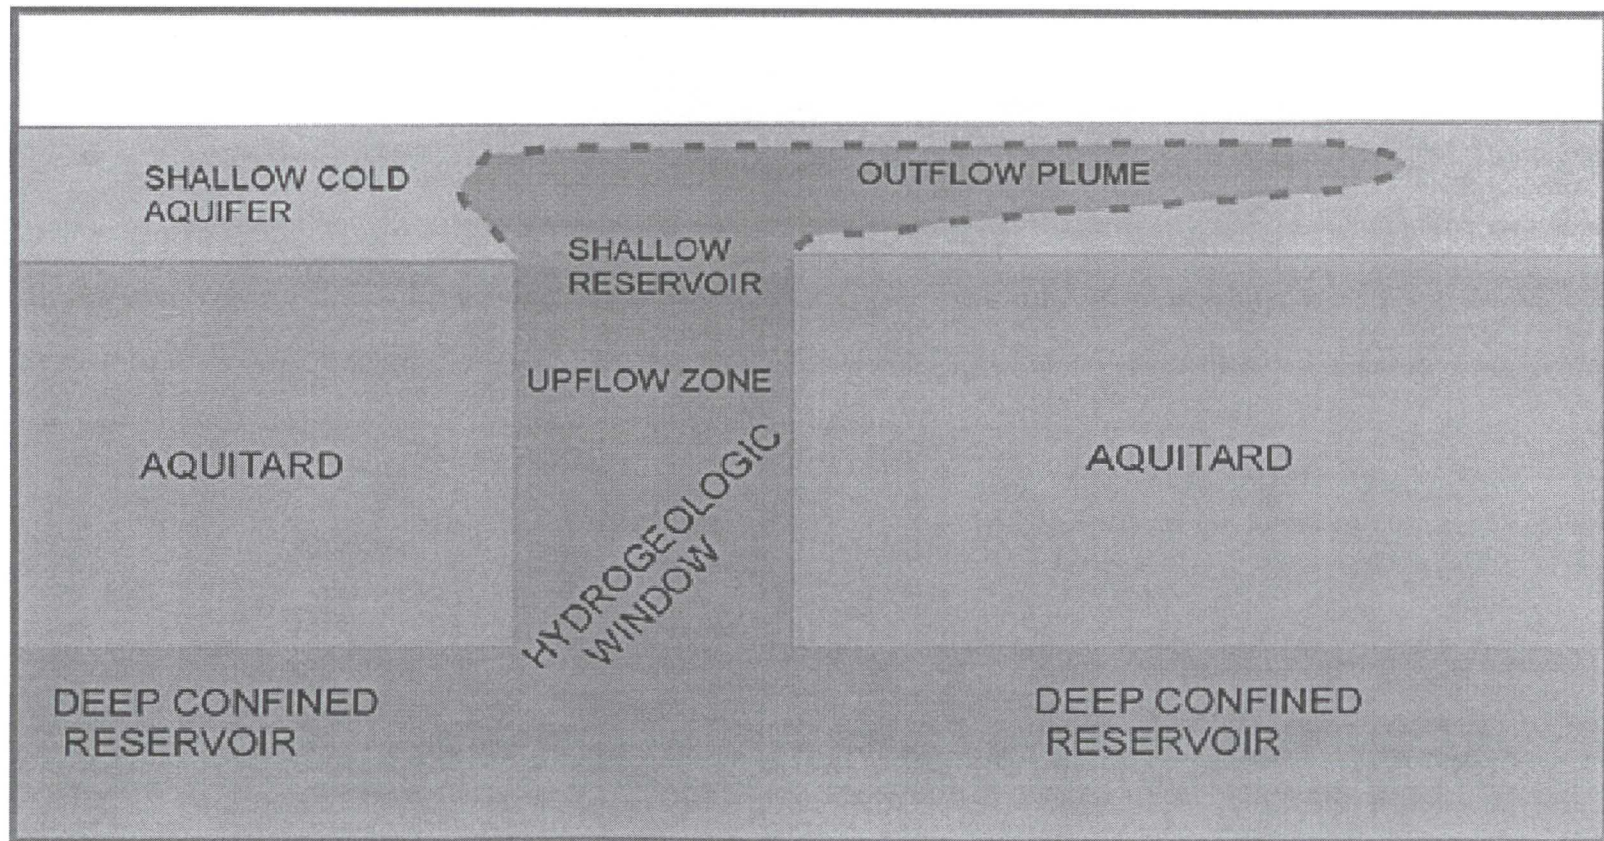 SHALLOW COLD
AQUIFER
OUTFLOW PLUME
SHALLOW
RESERVOIR
UPFLOW ZONE
AQUITARD
AQUITARD
HYDROGEOLOGIC
WINDOW
DEEP CONFINED
RESERVOIR
DEEP CONFINED
RESERVOIR